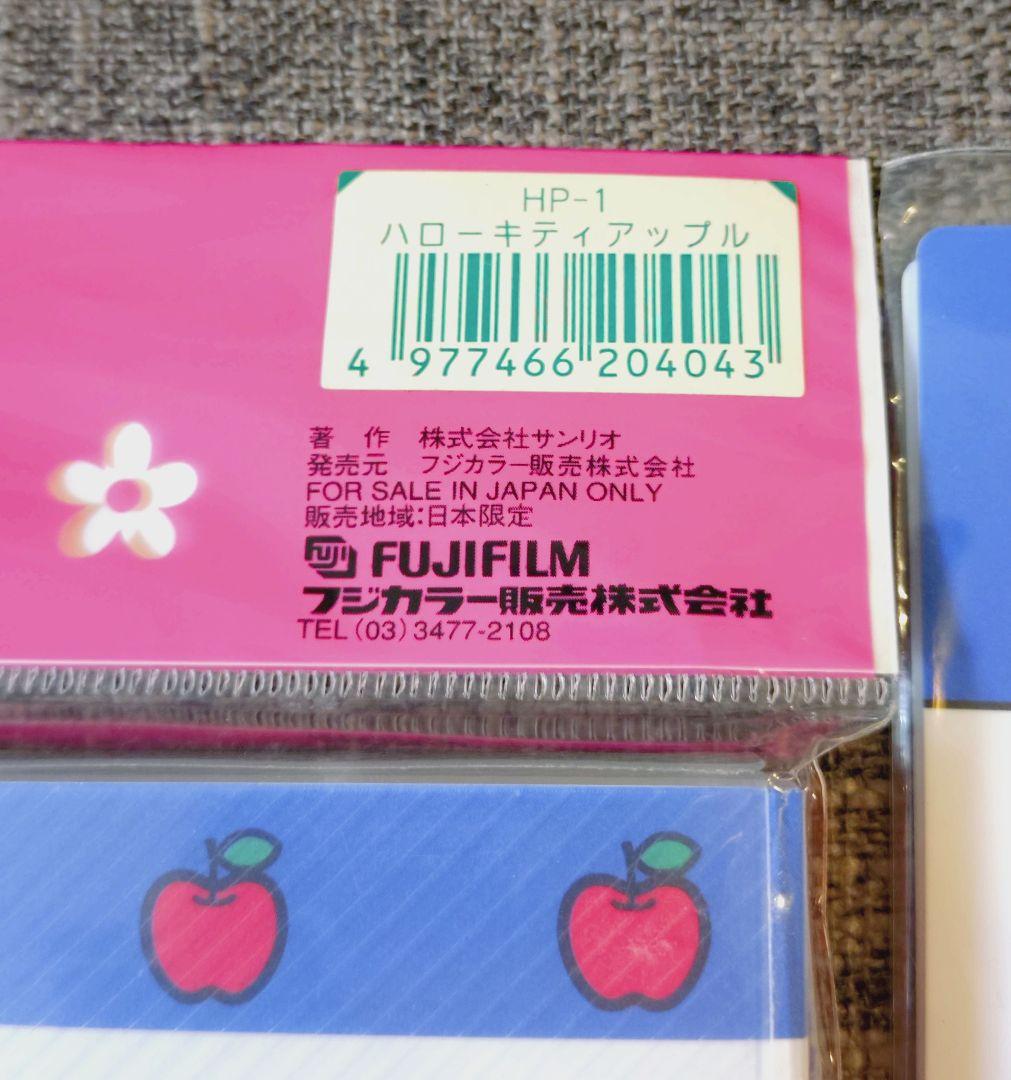 HP-1
ハローキティアップル
4 977466 204043
著 作 株式会社サンリオ
発売元 フジカラー販売株式会社
FOR SALE IN JAPAN ONLY
販売地域:日本限定
Fuji FUJIFILM
フジカラー販売株式会社
TEL(03)3477-2108